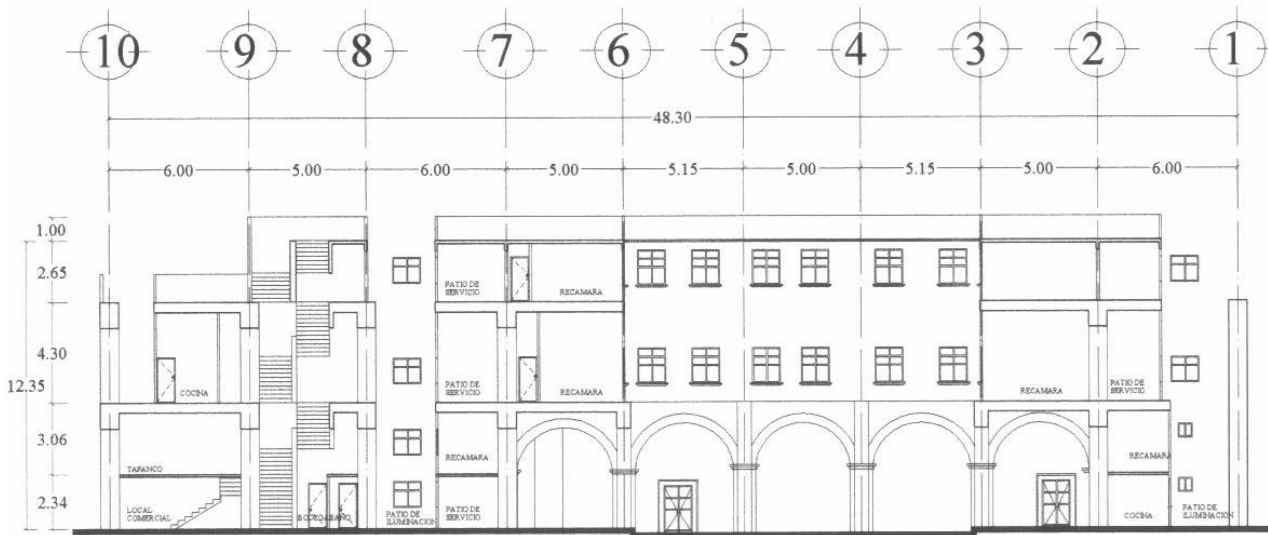 10 9 8 7 6 5 4 3 2 1
48.30
6.00 5.00 6.00 5.00 5.15 5.00 5.15 5.00 6.00
1.00
2.65
4.30
12.35
3.06
2.34
PATIO DE
SERVICIO
RECAMARA
COCINA
PATIO DE
SERVICIO
RECAMARA
RECAMARA
PATIO DE
SERVICIO
TAPANCO
RECAMARA
RECAMARA
LOCAL
COMERCIAL
BODEGA
BAÑO
PATIO DE
ILUMINACION
PATIO DE
SERVICIO
COCINA
PATIO DE
ILUMINACION